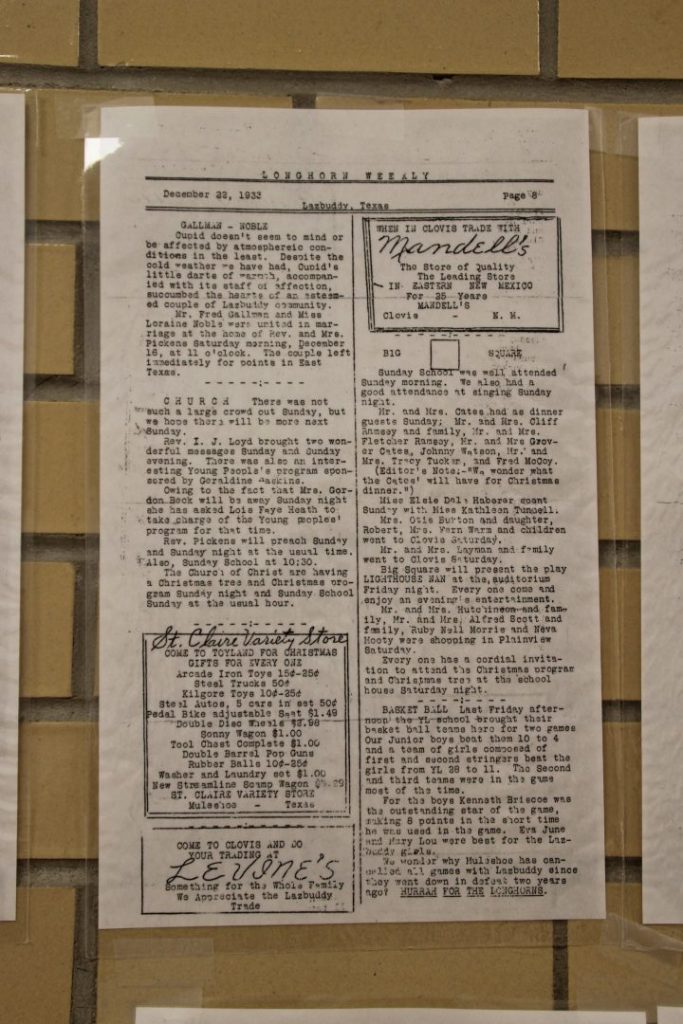 LONGHORN WEEKLY
December 22, 1933
Page 8
Lazbuddy, Texas
GALLMAN - NOBLE
Cupid doesn't seem to mind or
be affected by atmosphereic con-
ditions in the least. Despite the
cold weather we have had, Cupid's
little darts of warmth, accompan-
ied with its staff of affection,
succumbed the hearts of an esteem-
ed couple of Lazbuddy community.
Mr. Fred Gallman and Miss
Loraine Noble were united in mar-
riage at the home of Rev. and Mrs.
Pickens Saturday morning, December
16, at 11 o'clock. The couple left
immediately for points in East
Texas.
- - - - -:- - - - -
CHURCH There was not
such a large crowd out Sunday, but
we hope there will be more next
Sunday.
Rev. I. J. Loyd brought two won-
derful messages Sunday and Sunday
evening. There was also an inter-
esting Young People's program spon-
sered by Geraldine Haskins.
Owing to the fact that Mrs. Gor-
don Beck will be away Sunday night
she has asked Lois Faye Heath to
take charge of the Young peoples'
program for that time.
Rev. Pickens will preach Sunday
and Sunday night at the usual time.
Also, Sunday School at 10:30.
The Church of Christ are having
a Christmas tree and Christmas pro-
gram Sunday night and Sunday School
Sunday at the usual hour.
- - - - -:- - - - -
St. Claire Variety Store
COME TO TOYLAND FOR CHRISTMAS
GIFTS FOR EVERY ONE
Arcade Iron Toys 15¢-25¢
Steel Trucks 50¢
Kilgore Toys 10¢-25¢
Steel Autos, 5 cars in set 50¢
Pedal Bike adjustable Seat $1.49
Double Disc Wheels $3.98
Sonny Wagon $1.00
Tool Chest Complete $1.00
Double Barrel Pop Guns
Rubber Balls 10¢-25¢
Washer and Laundry set $1.00
New Streamline Scamp Wagon
ST. CLAIRE VARIETY STORE
Muleshoe - Texas
COME TO CLOVIS AND DO
YOUR TRADING AT
LEVINE'S
Something for the Whole Family
We Appreciate the Lazbuddy
Trade
WHEN IN CLOVIS TRADE WITH
Mandell's
The Store of Quality
The Leading Store
IN EASTERN NEW MEXICO
For 25 Years
MANDELL'S
Clovis - N. M.
- - - - -:- - - - -
BIG SQUARE
Sunday School was well attended
Sunday morning. We also had a
good attendance at singing Sunday
night.
Mr. and Mrs. Cates had as dinner
guests Sunday; Mr. and Mrs. Cliff
Ramsey and family, Mr. and Mrs.
Fletcher Ramsey, Mr. and Mrs Grov-
er Cates, Johnny Watson, Mr. and
Mrs. Tracy Tucker, and Fred McCoy.
(Editor's Note;-"We wonder what
the Cates' will have for Christmas
dinner.")
Miss Elsie Dale Haberer spent
Sunday with Miss Kathleen Tunnell.
Mrs. Otis Burton and daughter,
Robert, Mrs. Fern Warm and children
went to Clovis Saturday.
Mr. and Mrs. Layman and family
went to Clovis Saturday.
Big Square will present the play
LIGHTHOUSE NAN at the auditorium
Friday night. Every one come and
enjoy an evening's entertainment.
Mr. and Mrs. Hutchinson and fam-
ily, Mr. and Mrs, Alfred Scott and
family, Ruby Nell Morris and Neva
Hooty were shopping in Plainview
Saturday.
Every one has a cordial invita-
tion to attend the Christmas program
and Christmas tree at the school
house Saturday night.
- - - - -:- - - - -
BASKET BALL Last Friday after-
noon the YL school brought their
basket ball teams here for two games
Our Junior boys beat them 10 to 4
and a team of girls composed of
first and second stringers beat the
girls from YL 28 to 11. The Second
and third teams were in the game
most of the time.
For the boys Kenneth Briscoe was
the outstanding star of the game,
making 8 points in the short time
he was used in the game. Eva June
and Mary Lou were best for the Laz-
buddy girls.
We wonder why Muleshoe has can-
celled all games with Lazbuddy since
they went down in defeat two years
ago? HURRAH FOR THE LONGHORNS.